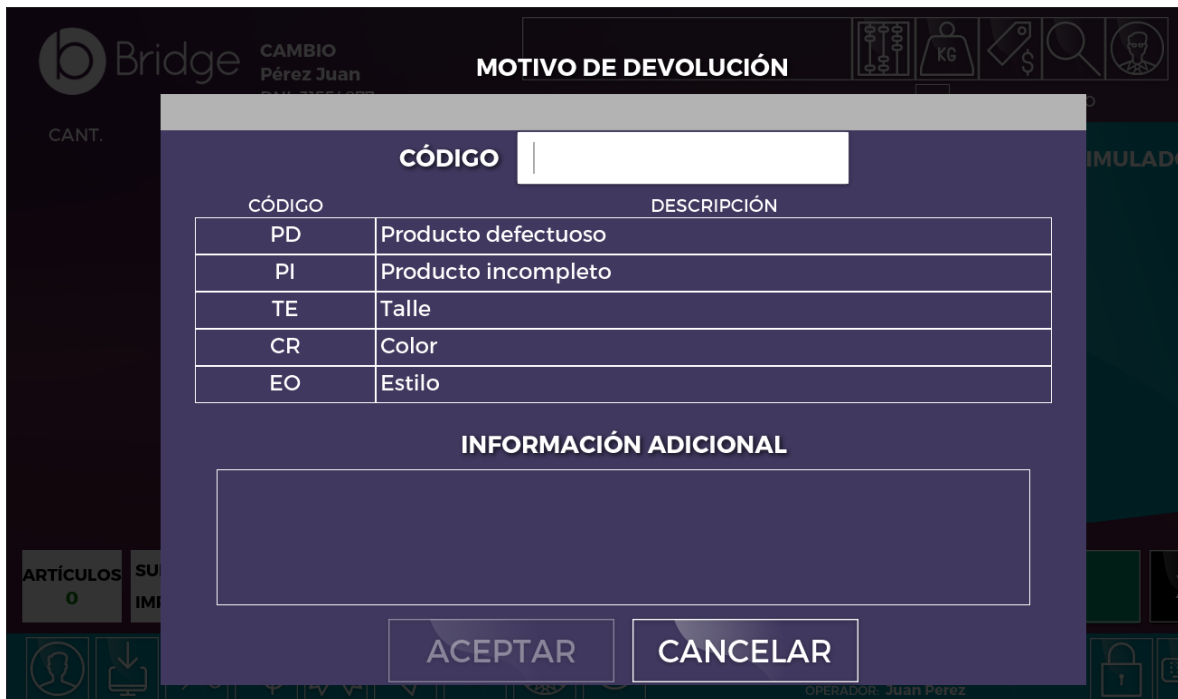 Bridge
CAMBIO
Pérez Juan
MOTIVO DE DEVOLUCIÓN
KG
$
CANT.
CÓDIGO
CÓDIGO DESCRIPCIÓN
PD Producto defectuoso
PI Producto incompleto
TE Talle
CR Color
EO Estilo
INFORMACIÓN ADICIONAL
ARTÍCULOS
0
ACEPTAR CANCELAR
OPERADOR: Juan Perez